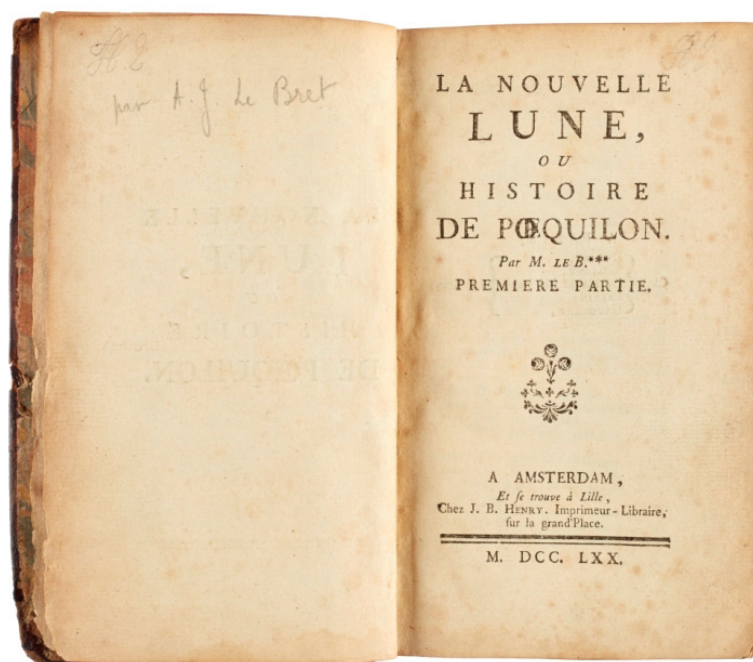 par A. J. Le Bret
LA NOUVELLE
LUNE,
OU
HISTOIRE
DE PŒQUILON.
Par M. LE B.***
PREMIERE PARTIE.
A AMSTERDAM,
Et ſe trouve à Lille,
Chez J. B. HENRY. Imprimeur-Libraire,
ſur la grand'Place.
M. DCC. LXX.